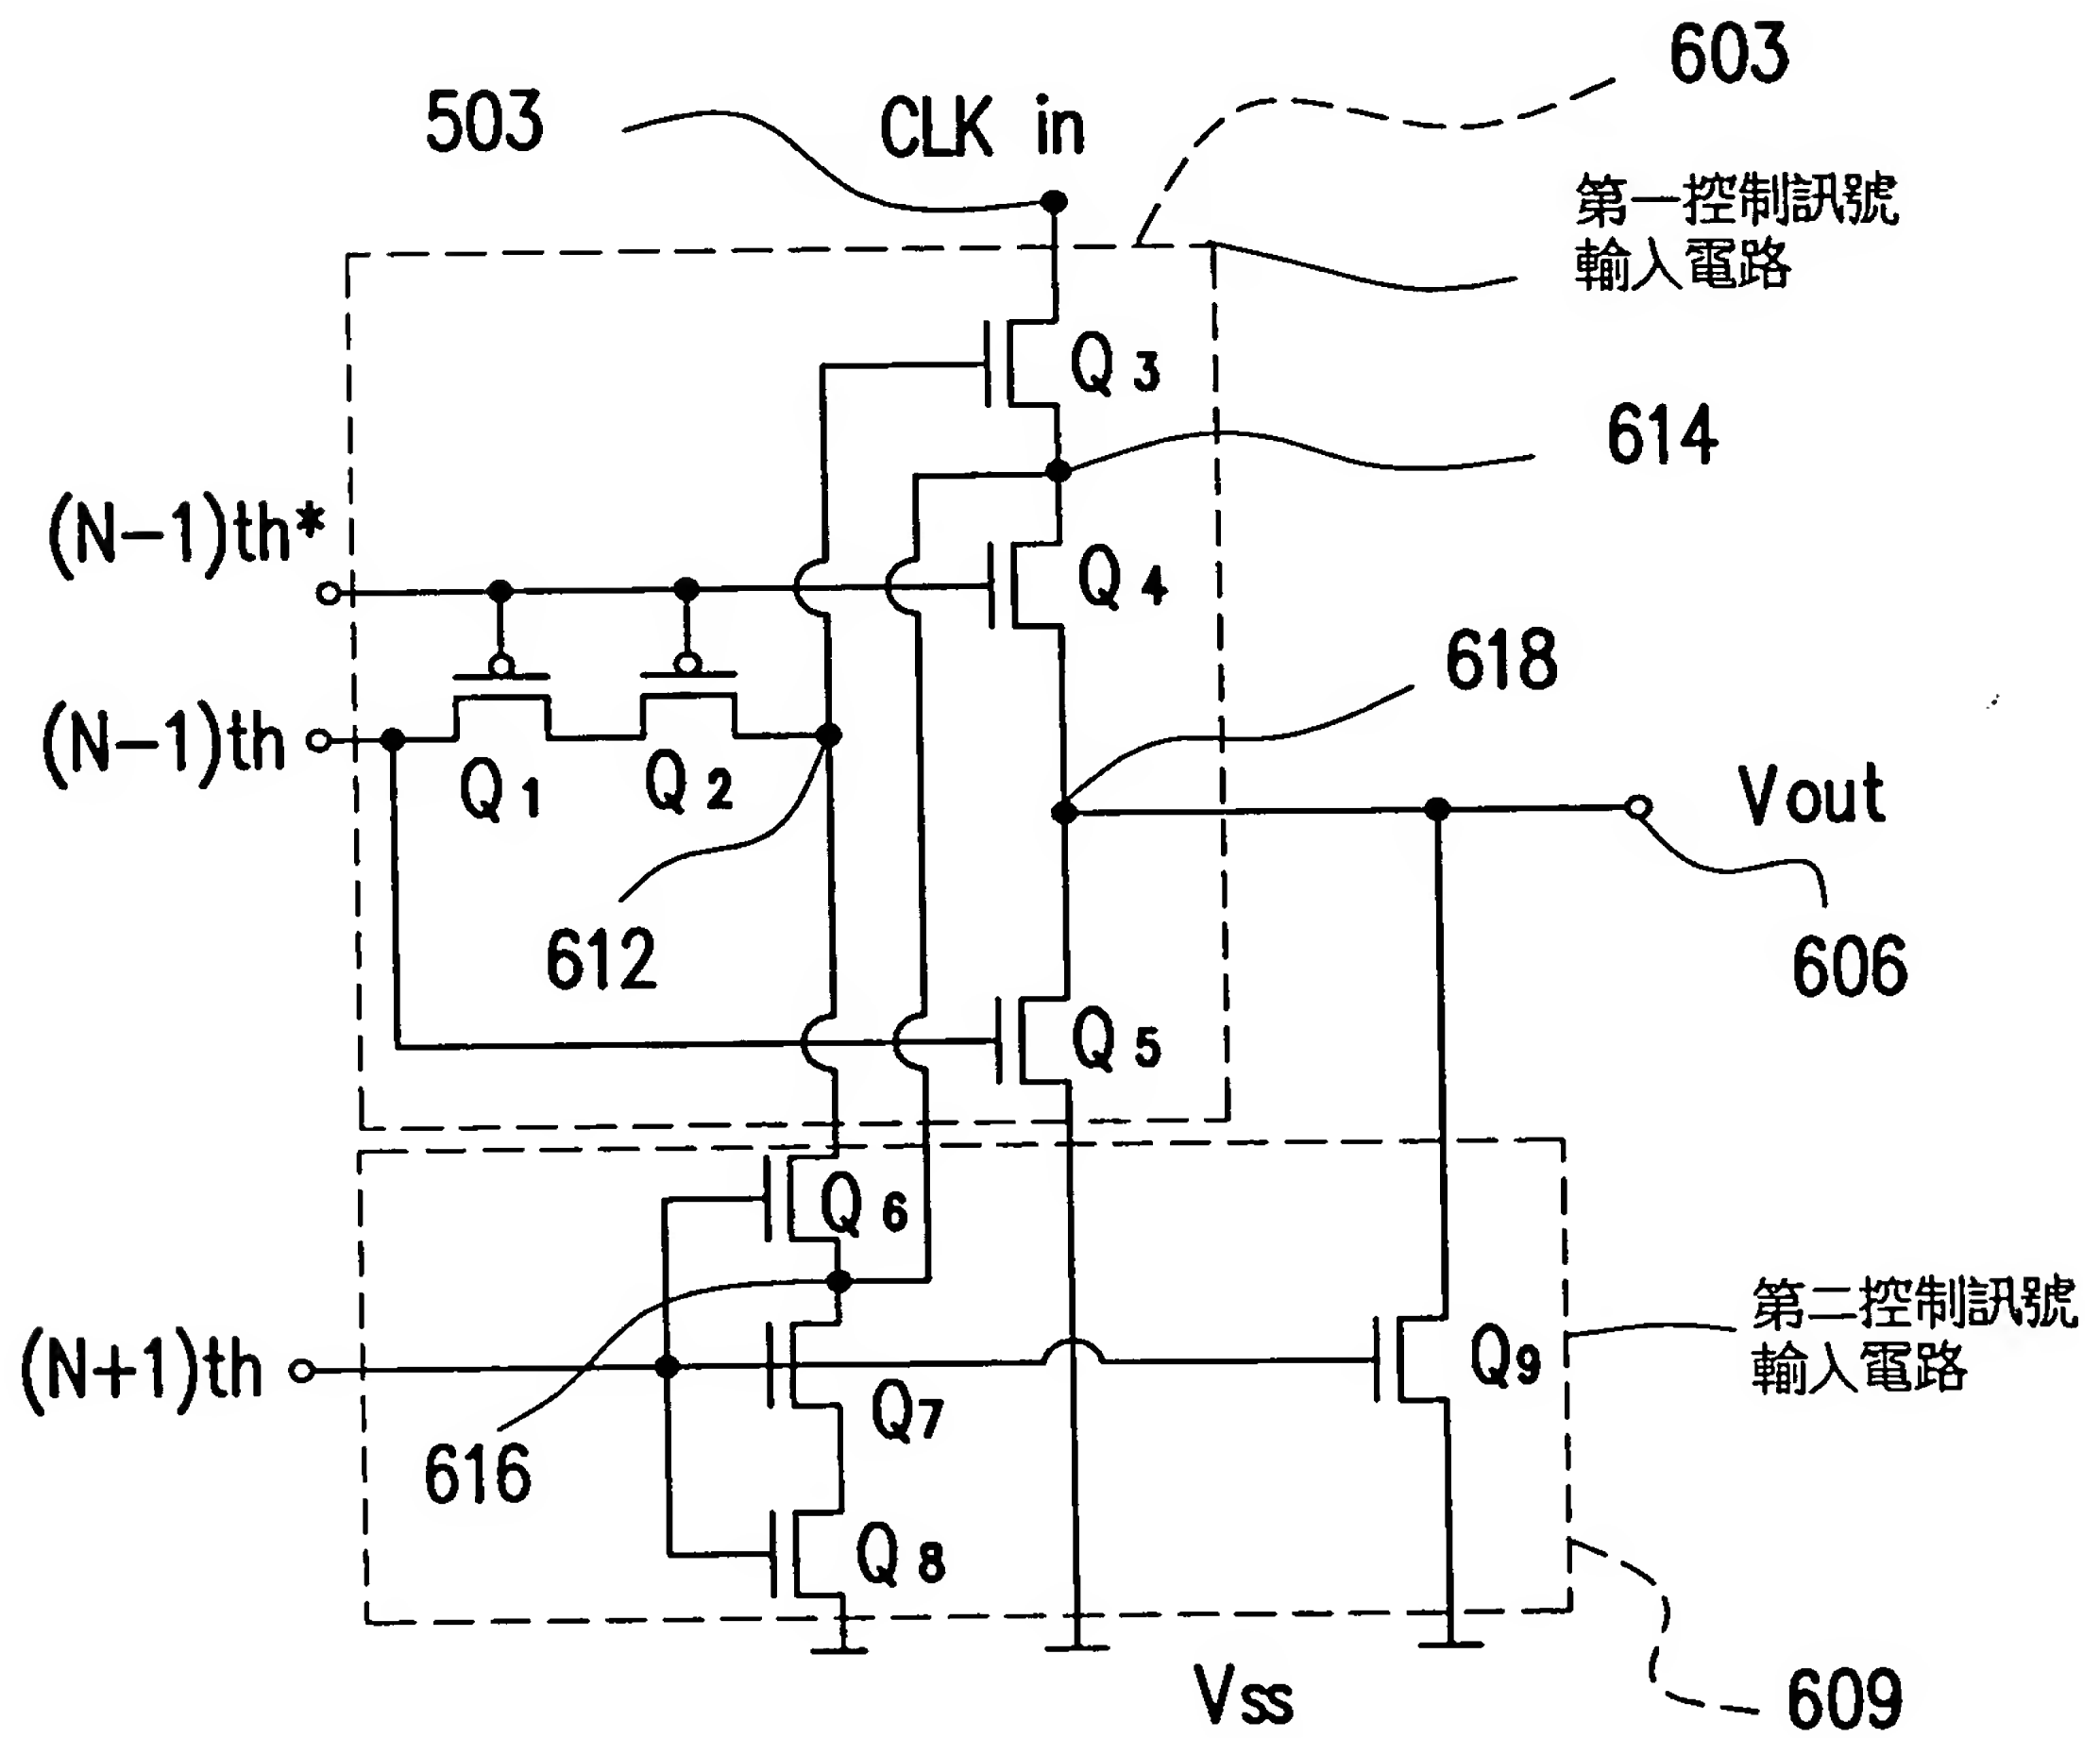 603
503
CLK in
第一控制訊號
輸入電路
Q3
614
(N-1)th*
Q4
618
(N-1)th
Q1
Q2
Vout
612
606
Q5
Q6
第二控制訊號
輸入電路
(N+1)th
Q9
Q7
616
Q8
Vss
609